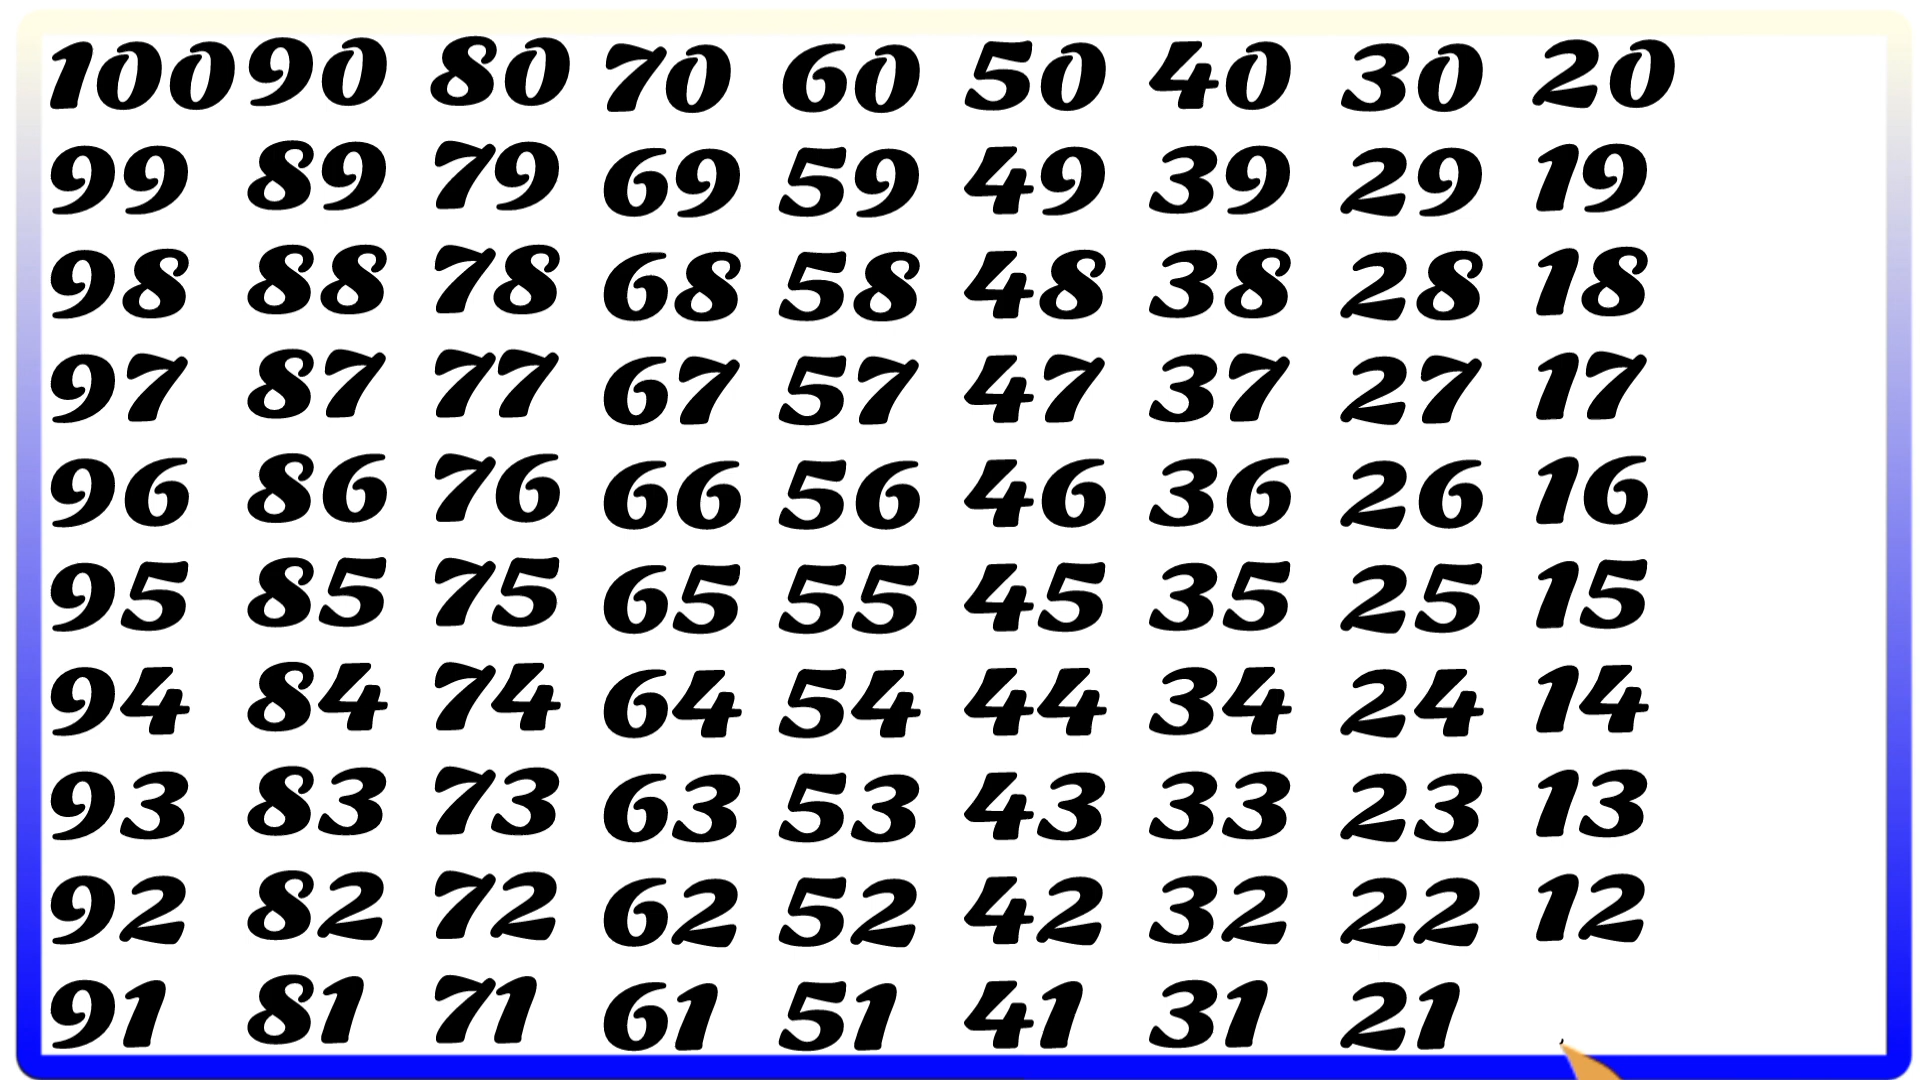 100 90 80 70 60 50 40 30 20
99 89 79 69 59 49 39 29 19
98 88 78 68 58 48 38 28 18
97 87 77 67 57 47 37 27 17
96 86 76 66 56 46 36 26 16
95 85 75 65 55 45 35 25 15
94 84 74 64 54 44 34 24 14
93 83 73 63 53 43 33 23 13
92 82 72 62 52 42 32 22 12
91 81 71 61 51 41 31 21